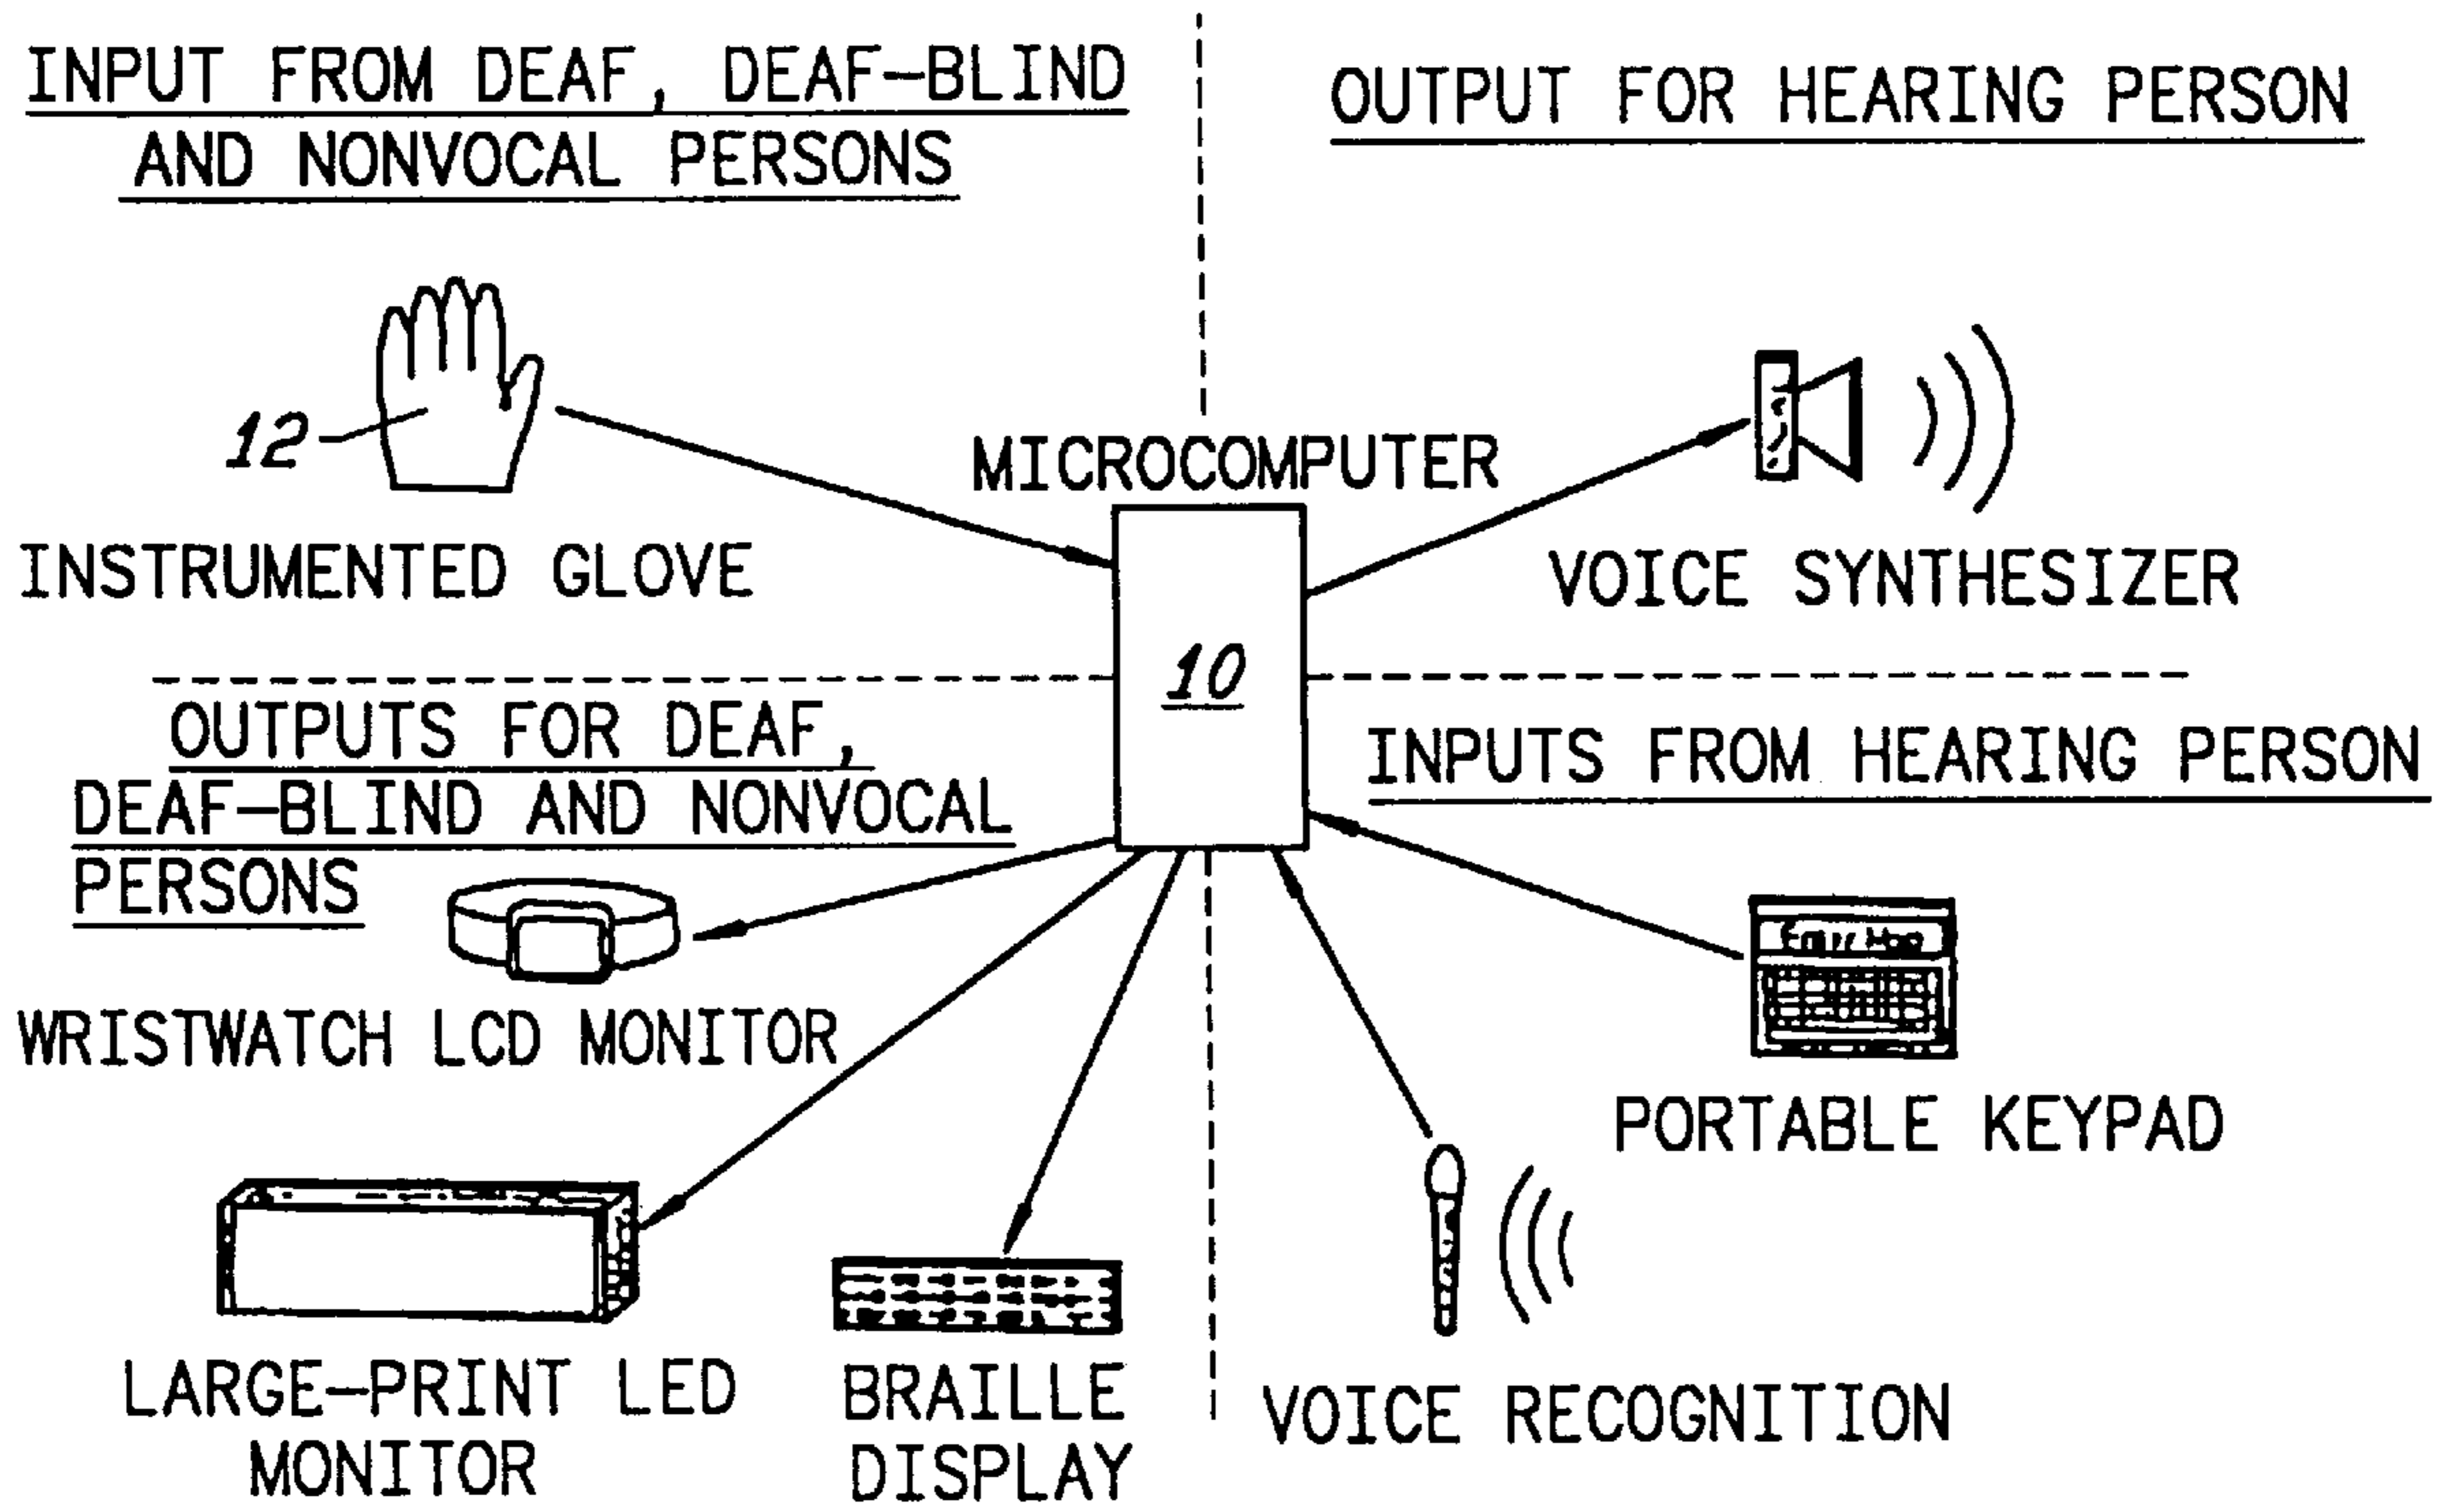 INPUT FROM DEAF, DEAF-BLIND
AND NONVOCAL PERSONS
OUTPUT FOR HEARING PERSON
12
INSTRUMENTED GLOVE
MICROCOMPUTER
10
VOICE SYNTHESIZER
OUTPUTS FOR DEAF,
DEAF-BLIND AND NONVOCAL
PERSONS
WRISTWATCH LCD MONITOR
LARGE-PRINT LED
MONITOR
BRAILLE
DISPLAY
INPUTS FROM HEARING PERSON
PORTABLE KEYPAD
VOICE RECOGNITION